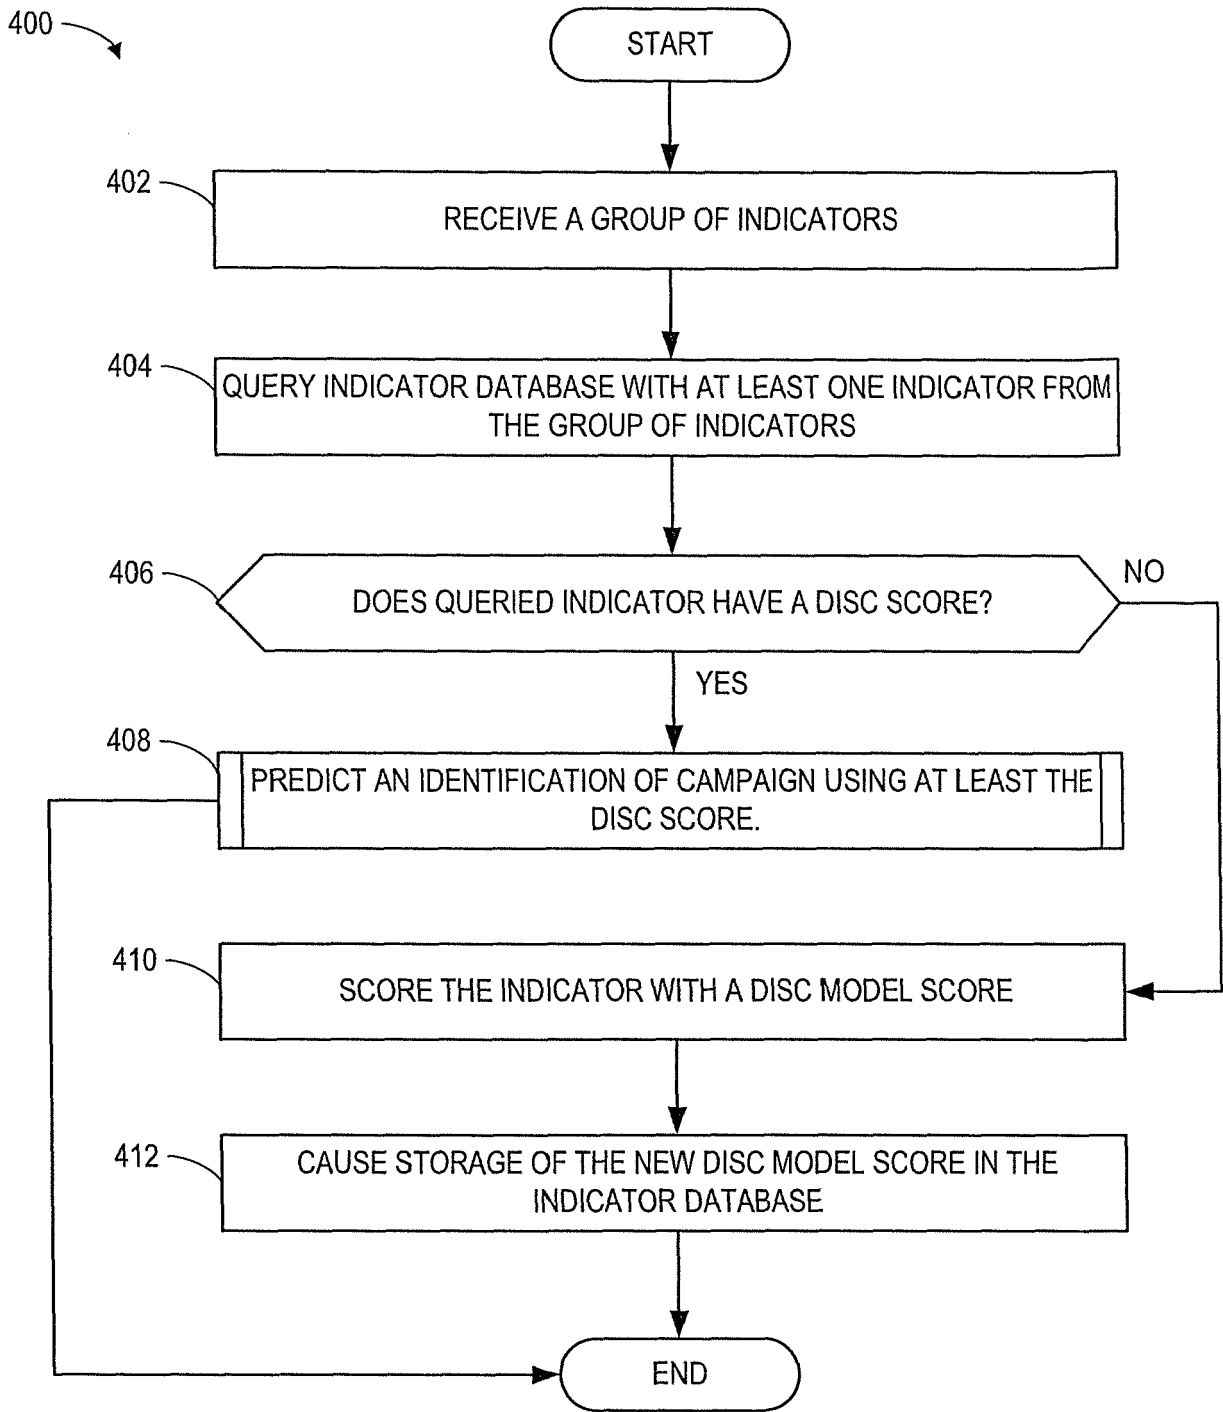 400
START
402
RECEIVE A GROUP OF INDICATORS
404
QUERY INDICATOR DATABASE WITH AT LEAST ONE INDICATOR FROM
THE GROUP OF INDICATORS
406
DOES QUERIED INDICATOR HAVE A DISC SCORE?
NO
YES
408
PREDICT AN IDENTIFICATION OF CAMPAIGN USING AT LEAST THE
DISC SCORE.
410
SCORE THE INDICATOR WITH A DISC MODEL SCORE
412
CAUSE STORAGE OF THE NEW DISC MODEL SCORE IN THE
INDICATOR DATABASE
END